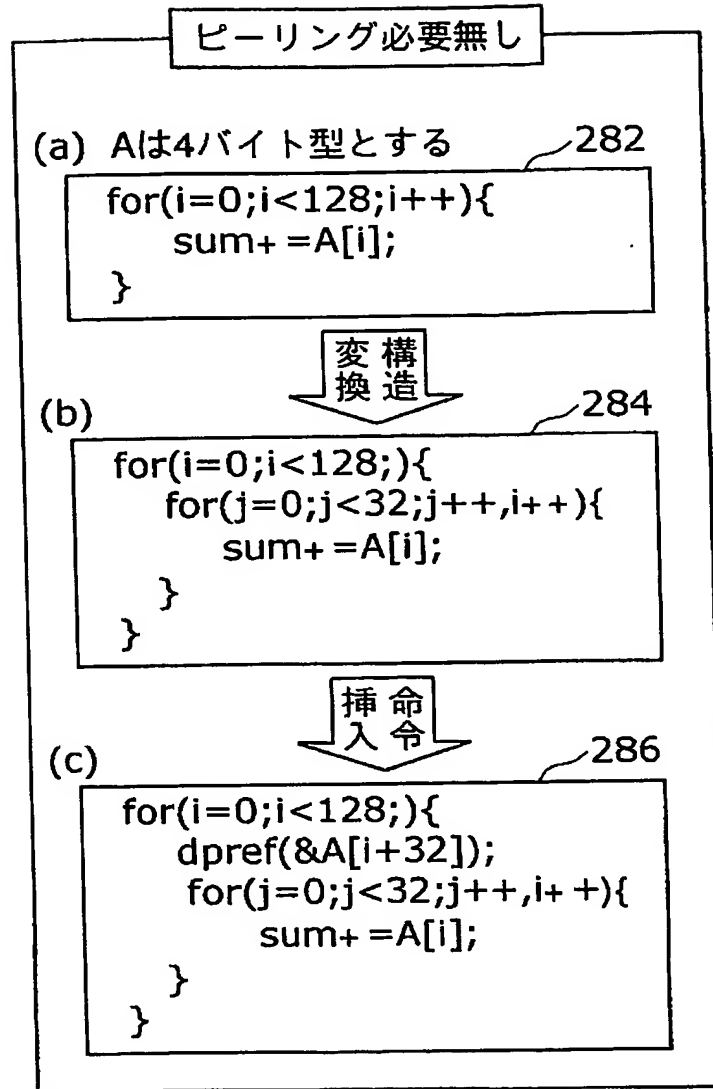 ピーリング必要無し
(a) Aは4バイト型とする
282
for(i=0;i<128;i++){
sum+ =A[i];
}
構造
変換
(b)
284
for(i=0;i<128;){
for(j=0;j<32;j++,i++){
sum+ =A[i];
}
}
命令
挿入
(c)
286
for(i=0;i<128;){
dpref(&A[i+32]);
for(j=0;j<32;j++,i+ +){
sum+ =A[i];
}
}